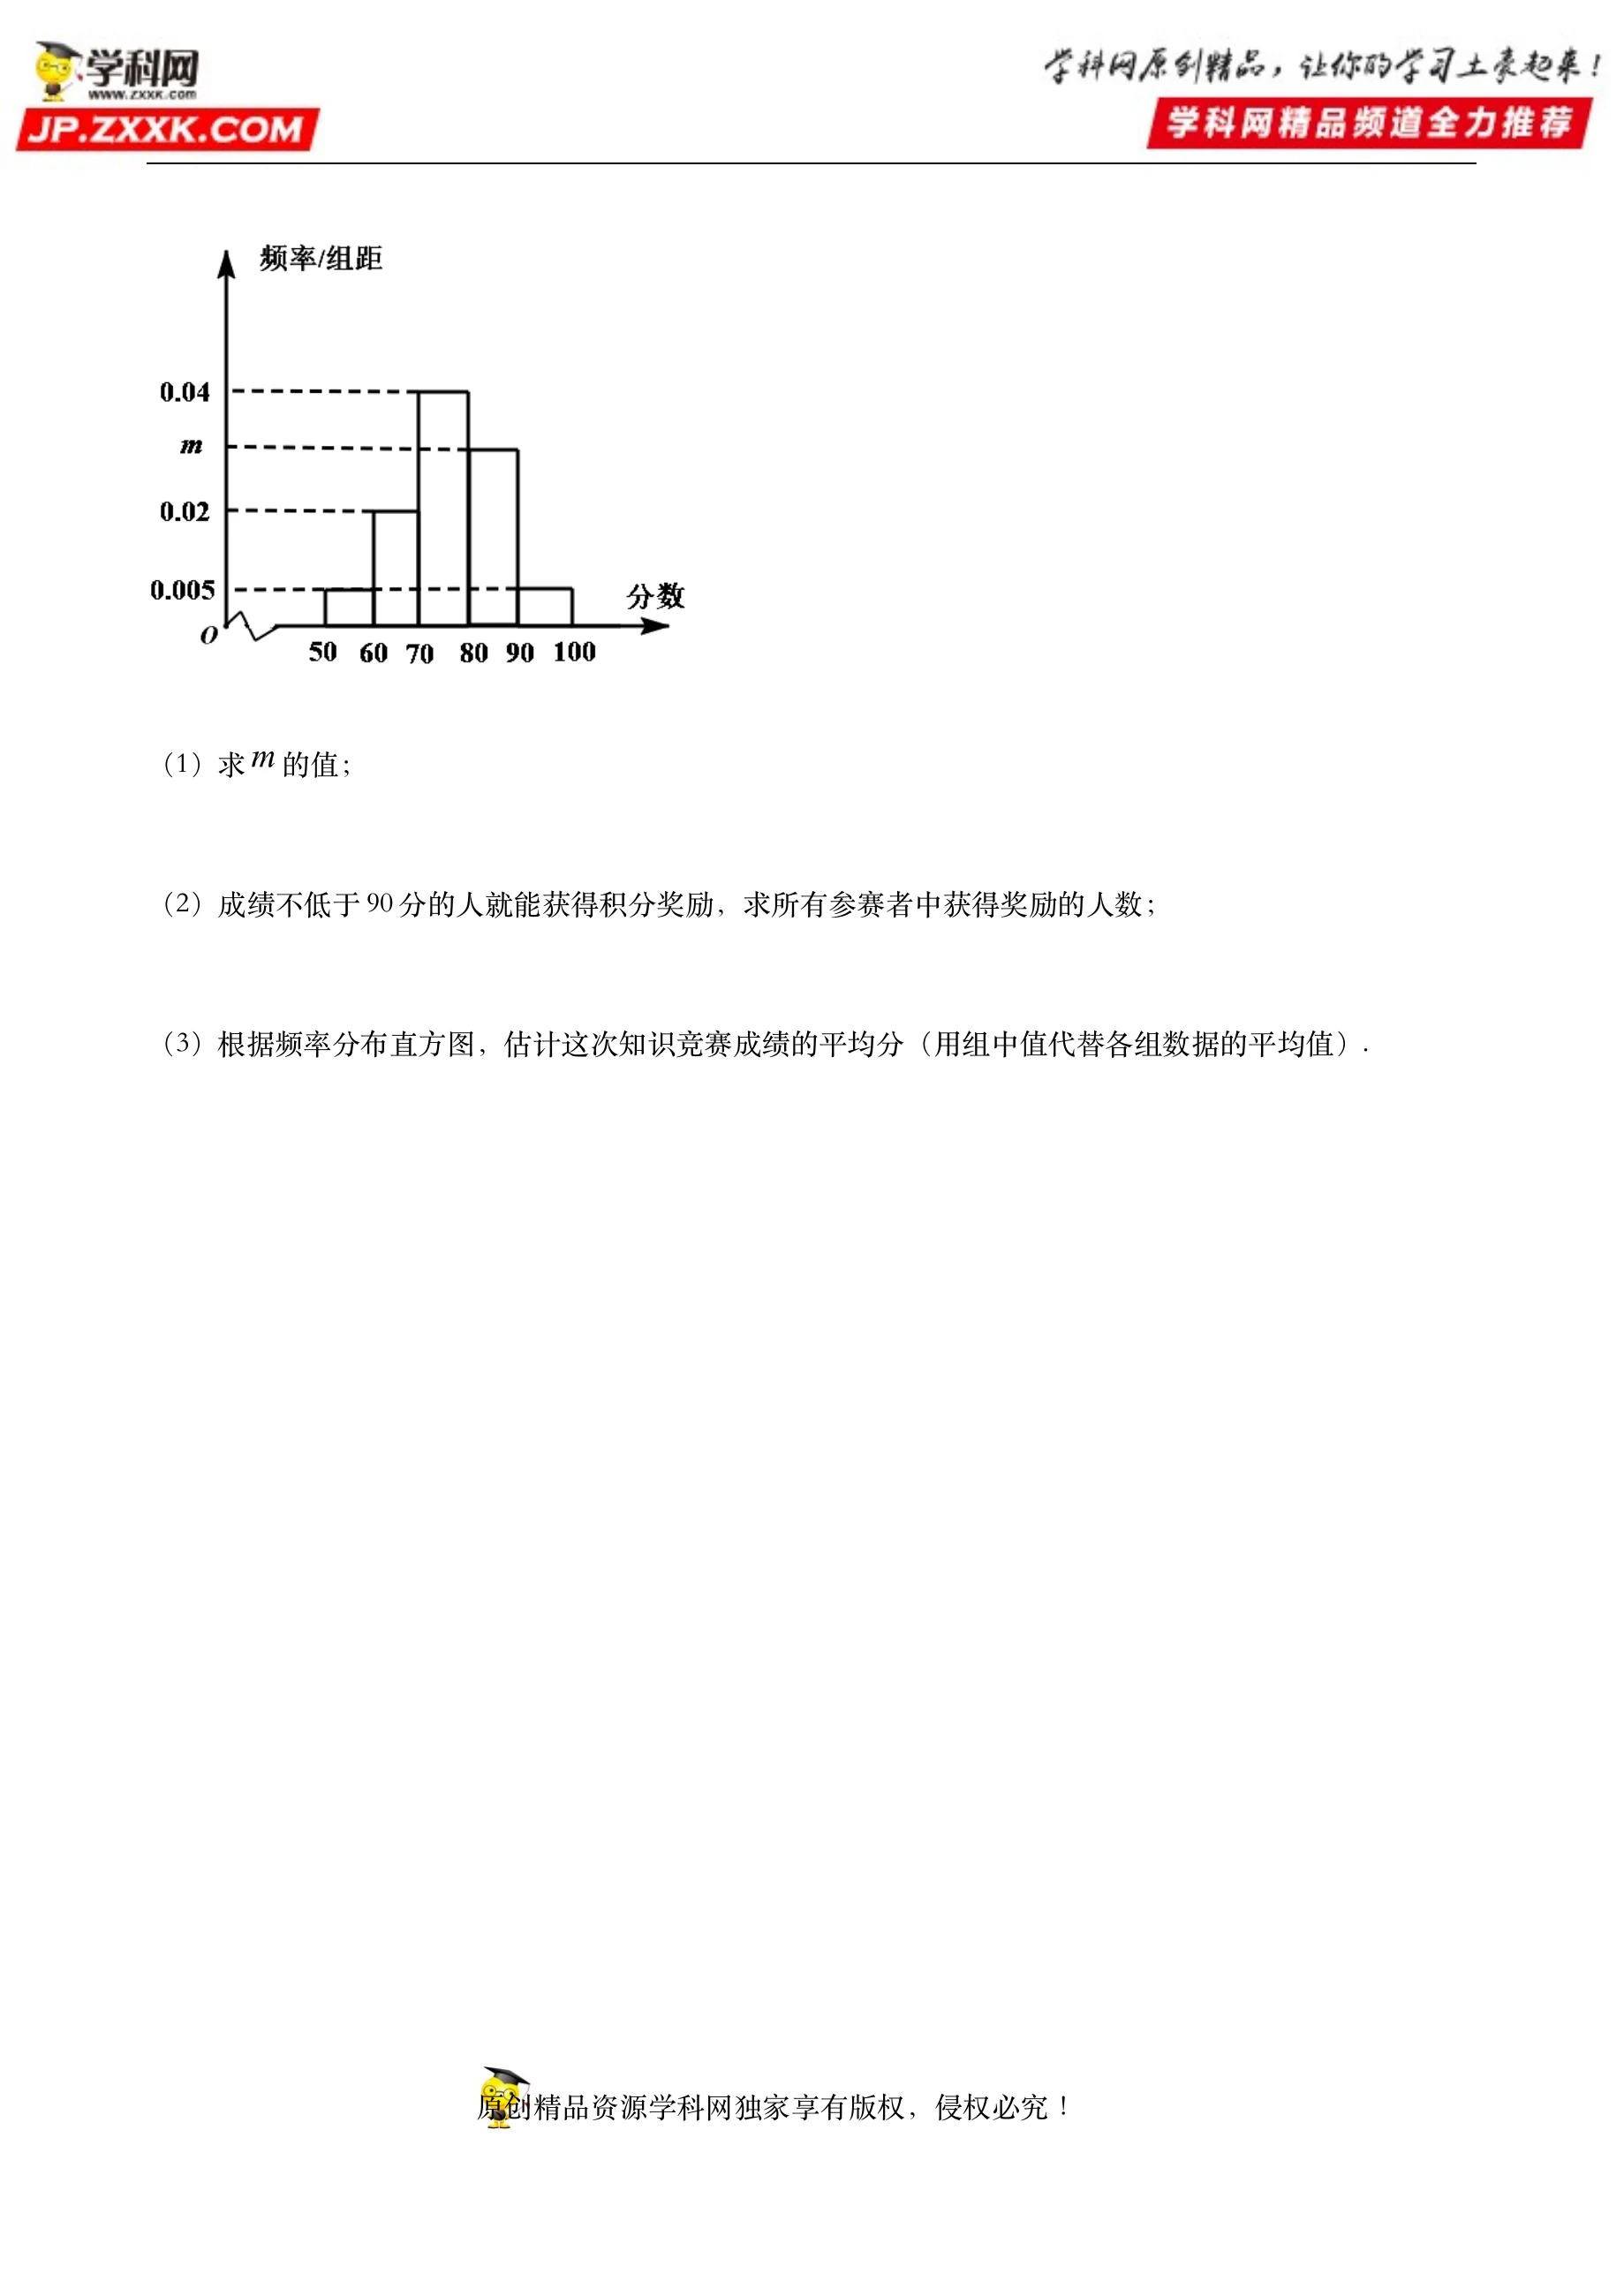 学科网
www.zxxk.com
JP.ZXXK.COM
学科网原创精品，让你的学习土豪起来！
学科网精品频道全力推荐
频率/组距
0.04
m
0.02
0.005
分数
O
50 60 70 80 90 100
（1）求 m 的值；
（2）成绩不低于 90 分的人就能获得积分奖励，求所有参赛者中获得奖励的人数；
（3）根据频率分布直方图，估计这次知识竞赛成绩的平均分（用组中值代替各组数据的平均值）.
原创精品资源学科网独家享有版权，侵权必究！